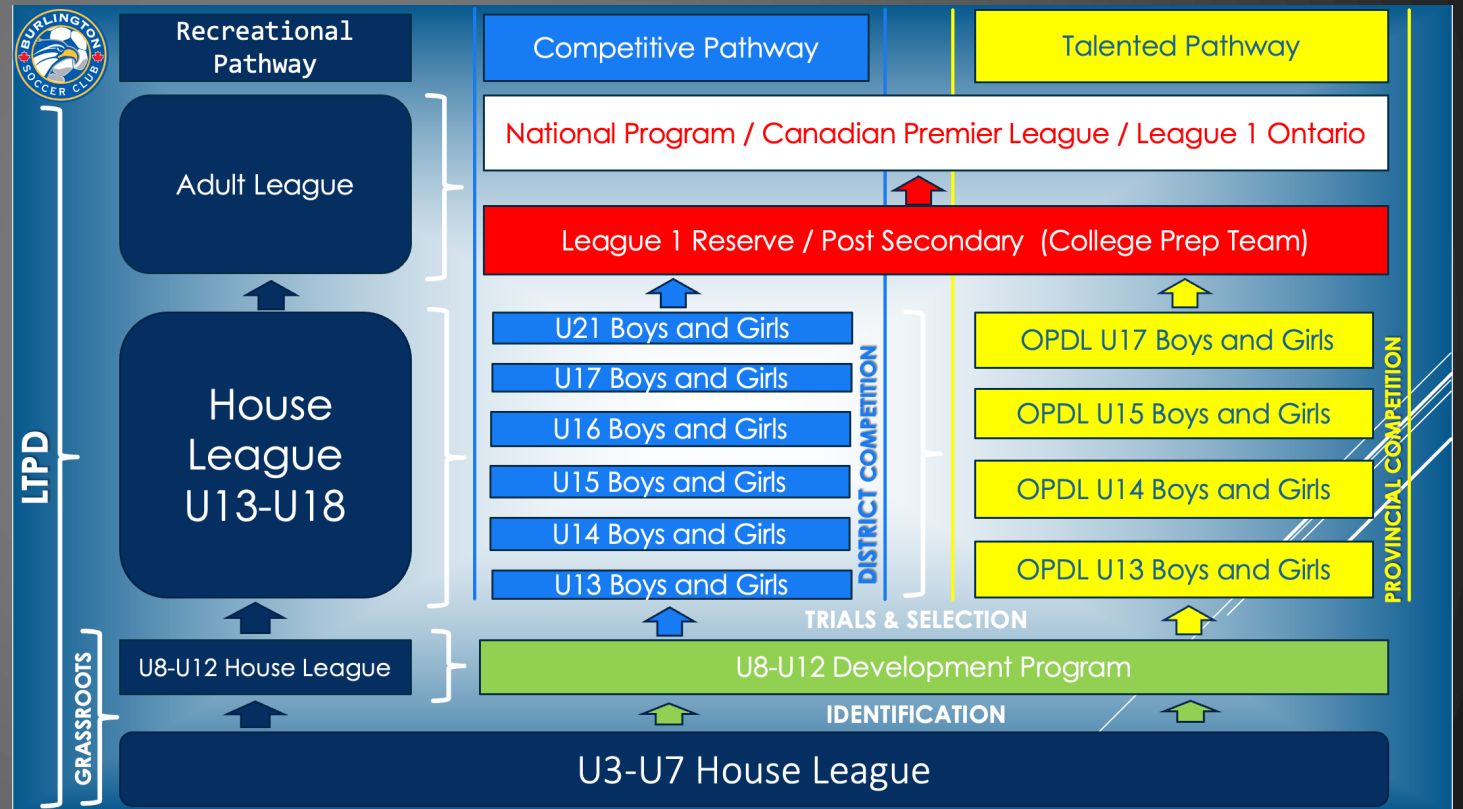 BURLINGTON
SOCCER CLUB
Recreational
Pathway
Competitive Pathway
Talented Pathway
National Program / Canadian Premier League / League 1 Ontario
Adult League
League 1 Reserve / Post Secondary (College Prep Team)
LTPD
House
League
U13-U18
U21 Boys and Girls
U17 Boys and Girls
U16 Boys and Girls
U15 Boys and Girls
U14 Boys and Girls
U13 Boys and Girls
DISTRICT COMPETITION
OPDL U17 Boys and Girls
OPDL U15 Boys and Girls
OPDL U14 Boys and Girls
OPDL U13 Boys and Girls
PROVINCIAL COMPETITION
TRIALS & SELECTION
GRASSROOTS
U8-U12 House League
U8-U12 Development Program
IDENTIFICATION
U3-U7 House League